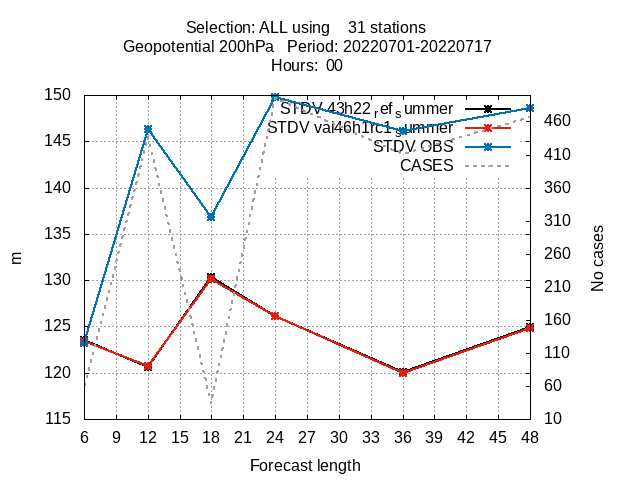 Selection: ALL using 31 stations
Geopotential 200hPa Period: 20220701-20220717
Hours: 00
m
No cases
150
145
140
135
130
125
120
115
460
410
360
310
260
210
160
110
60
10
STDV 43h22_ref_summer
STDV val46h1rc1_summer
STDV OBS
CASES
6 9 12 15 18 21 24 27 30 33 36 39 42 45 48
Forecast length